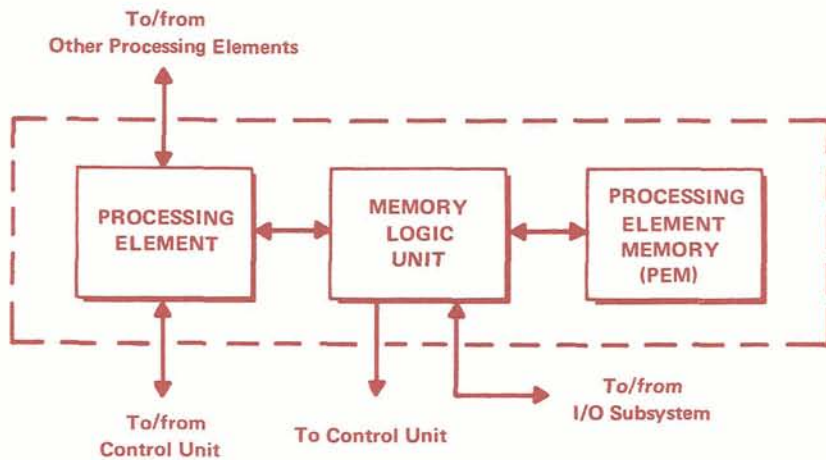 To/from
Other Processing Elements
PROCESSING
ELEMENT
MEMORY
LOGIC
UNIT
PROCESSING
ELEMENT
MEMORY
(PEM)
To/from
Control Unit
To Control Unit
To/from
I/O Subsystem